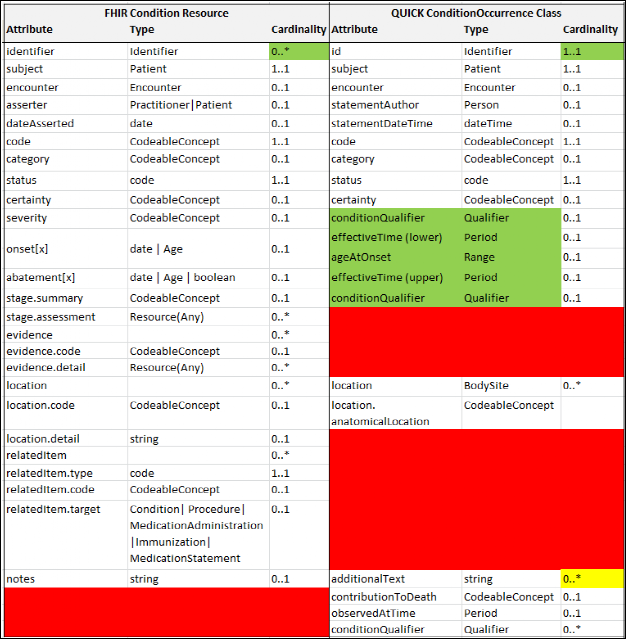 FHIR Condition Resource QUICK ConditionOccurrence Class
Attribute Type Cardinality Attribute Type Cardinality
identifier Identifier 0..* id Identifier 1..1
subject Patient 1..1 subject Patient 1..1
encounter Encounter 0..1 encounter Encounter 0..1
asserter Practitioner|Patient 0..1 statementAuthor Person 0..1
dateAsserted date 0..1 statementDateTime dateTime 0..1
code CodeableConcept 1..1 code CodeableConcept 1..1
category CodeableConcept 0..1 category CodeableConcept 0..1
status code 1..1 status code 1..1
certainty CodeableConcept 0..1 certainty CodeableConcept 0..1
severity CodeableConcept 0..1 conditionQualifier Qualifier 0..1
onset[x] date | Age 0..1 effectiveTime (lower) Period 0..1
ageAtOnset Range 0..1
abatement[x] date | Age | boolean 0..1 effectiveTime (upper) Period 0..1
stage.summary CodeableConcept 0..1 conditionQualifier Qualifier 0..1
stage.assessment Resource(Any) 0..*
evidence 0..*
evidence.code CodeableConcept 0..1
evidence.detail Resource(Any) 0..*
location 0..* location BodySite 0..*
location.code CodeableConcept 0..1 location. CodeableConcept
anatomicalLocation
location.detail string 0..1
relatedItem 0..*
relatedItem.type code 1..1
relatedItem.code CodeableConcept 0..1
relatedItem.target Condition| Procedure| 0..1
MedicationAdministration
|Immunization|
MedicationStatement
notes string 0..1 additionalText string 0..*
contributionToDeath CodeableConcept 0..1
observedAtTime Period 0..1
conditionQualifier Qualifier 0..*